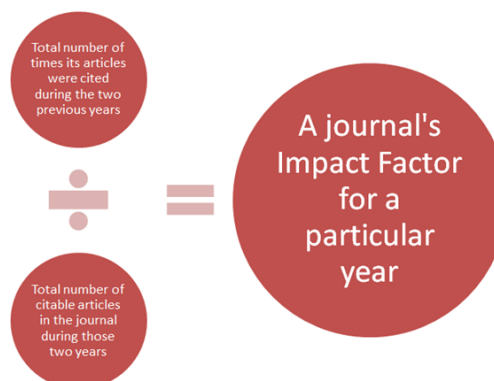 Total number of
times its articles
were cited
during the two
previous years
÷
=
Total number of
citable articles
in the journal
during those
two years
A journal's
Impact Factor
for a
particular
year